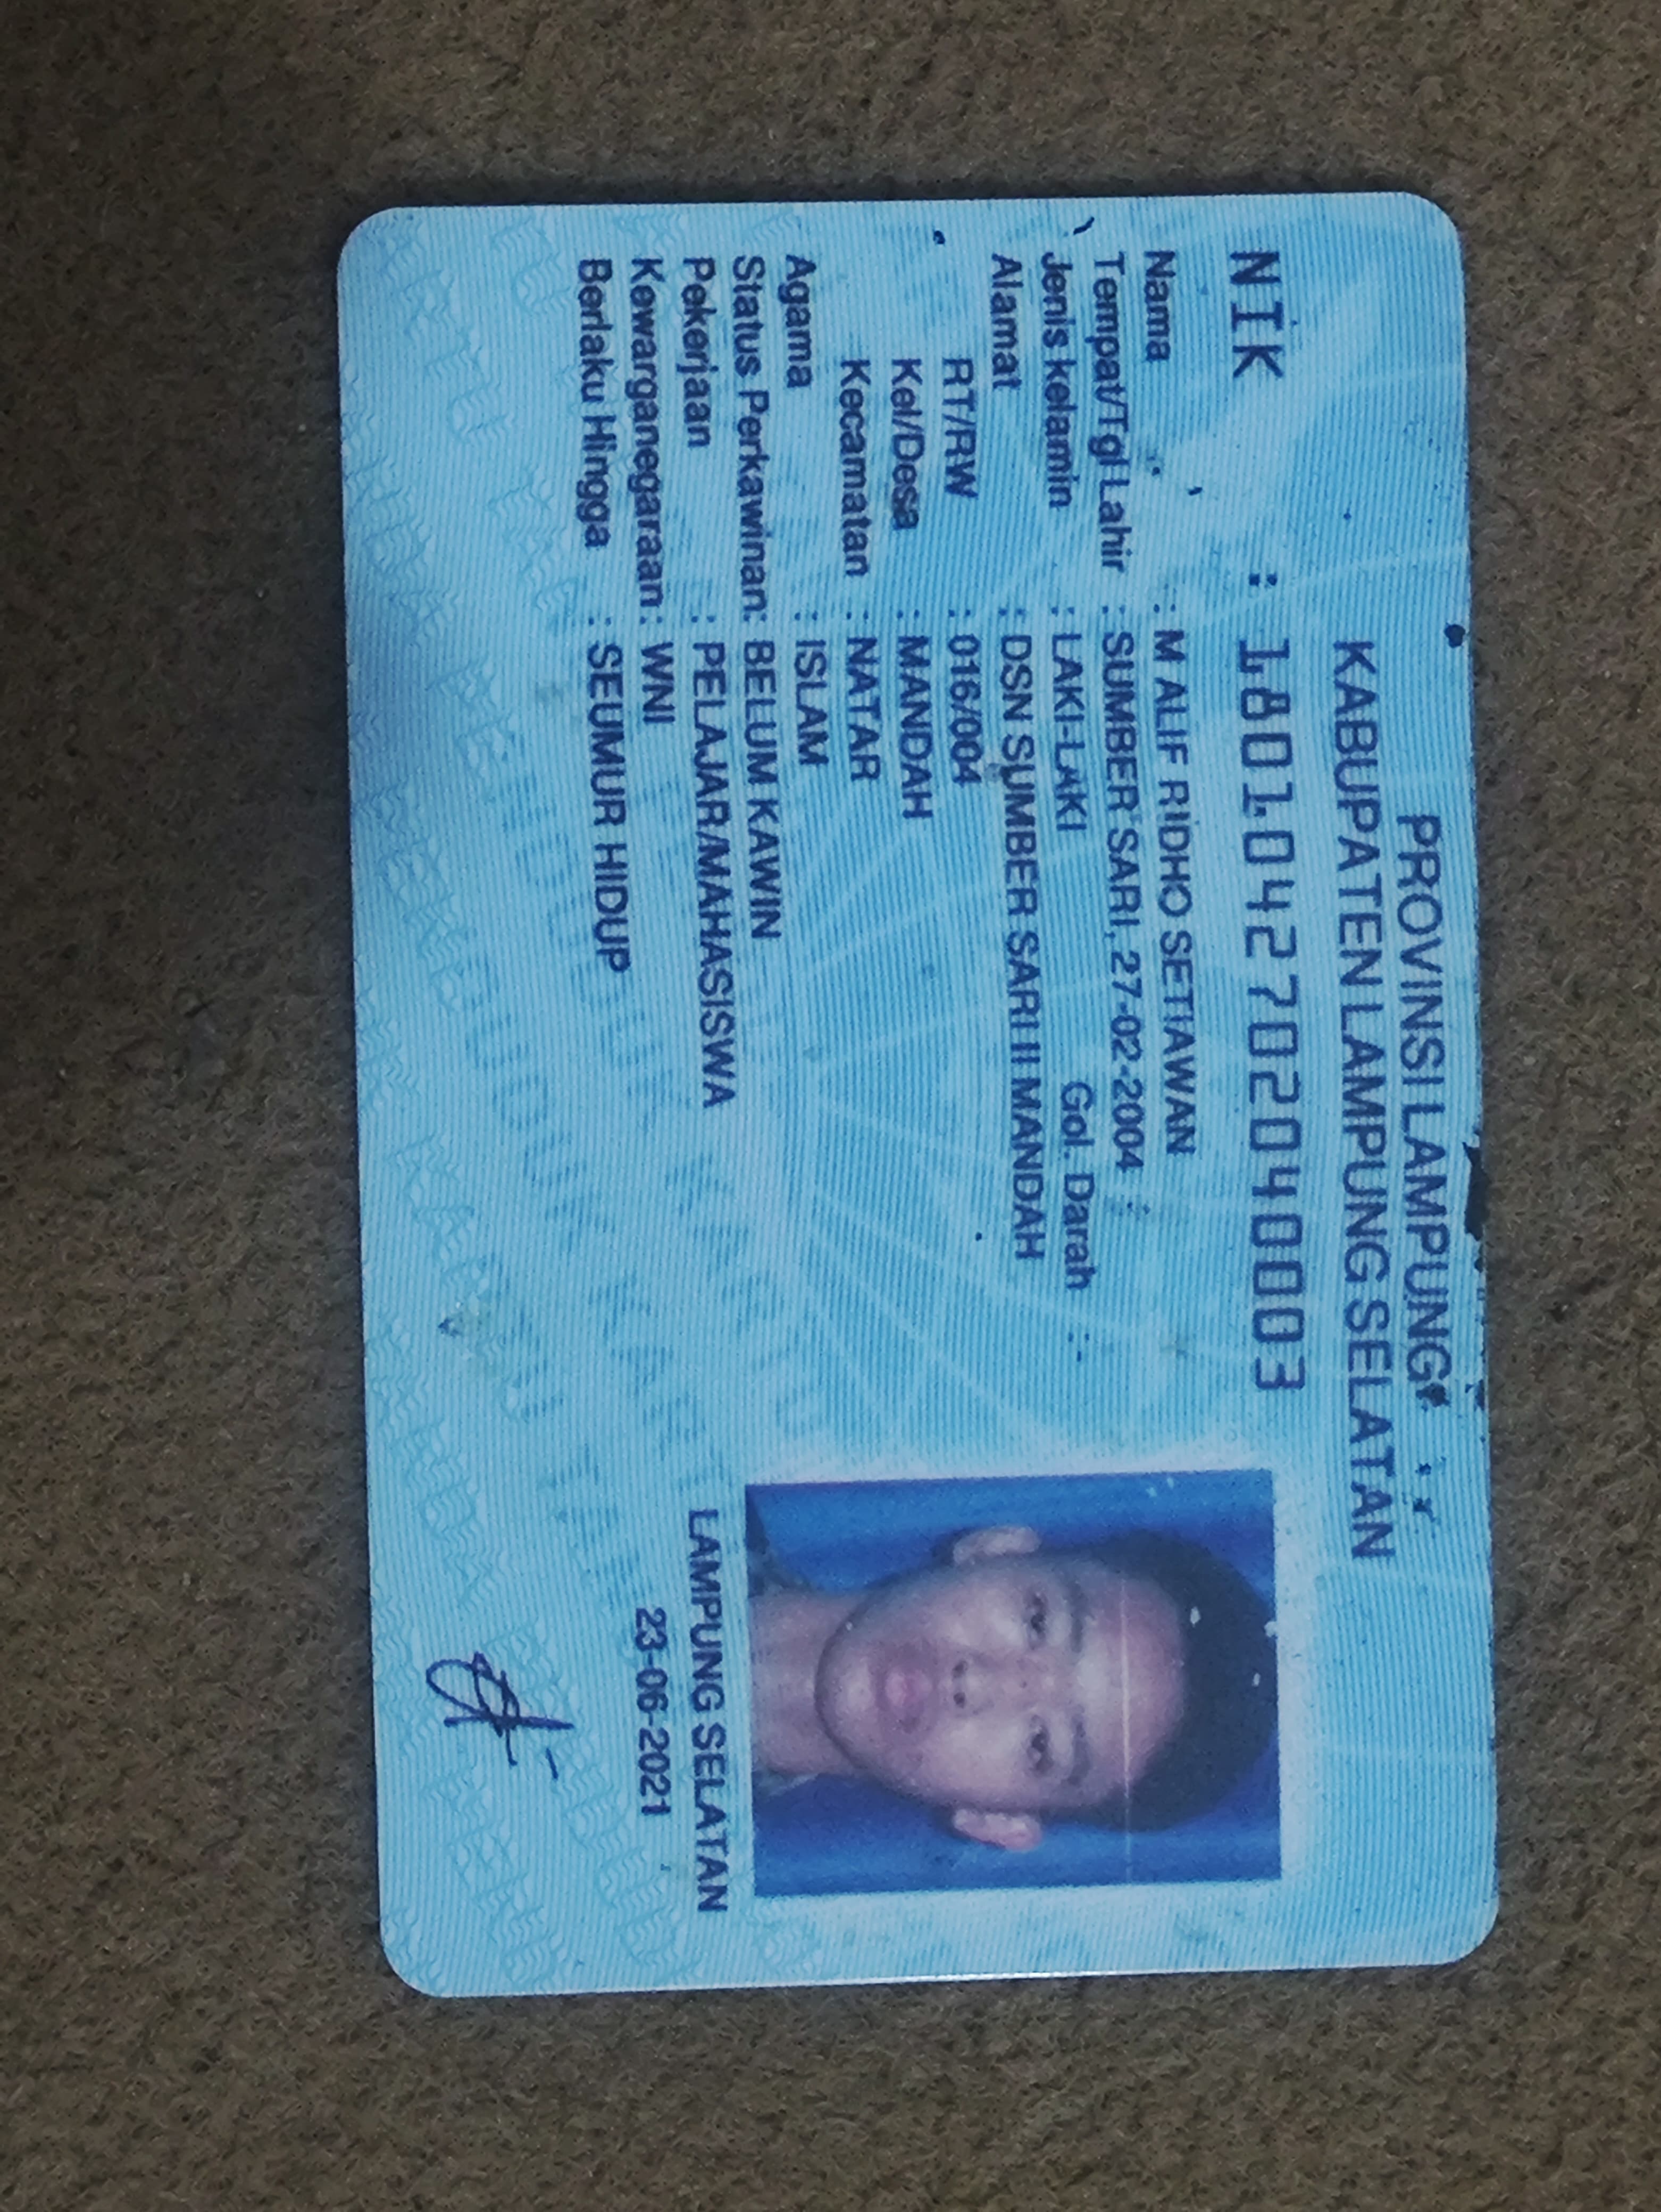 PROVINSI LAMPUNG
KABUPATEN LAMPUNG SELATAN
NIK : 1801042702040003
Nama : M ALIF RIDHO SETIAWAN
Tempat/Tgl Lahir : SUMBER SARI, 27-02-2004
Jenis kelamin : LAKI-LAKI Gol. Darah :
Alamat : DSN SUMBER SARI II MANDAH
RT/RW : 016/004
Kel/Desa : MANDAH
Kecamatan : NATAR
Agama : ISLAM
Status Perkawinan: BELUM KAWIN
Pekerjaan : PELAJAR/MAHASISWA
Kewarganegaraan: WNI
Berlaku Hingga : SEUMUR HIDUP
LAMPUNG SELATAN
23-06-2021